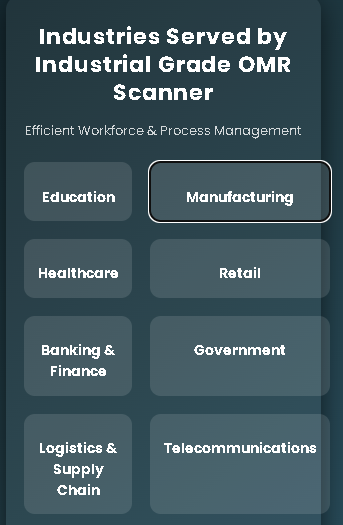 Industries Served by
Industrial Grade OMR
Scanner
Efficient Workforce & Process Management
Education
Manufacturing
Healthcare
Retail
Banking &
Finance
Government
Logistics &
Supply
Chain
Telecommunications